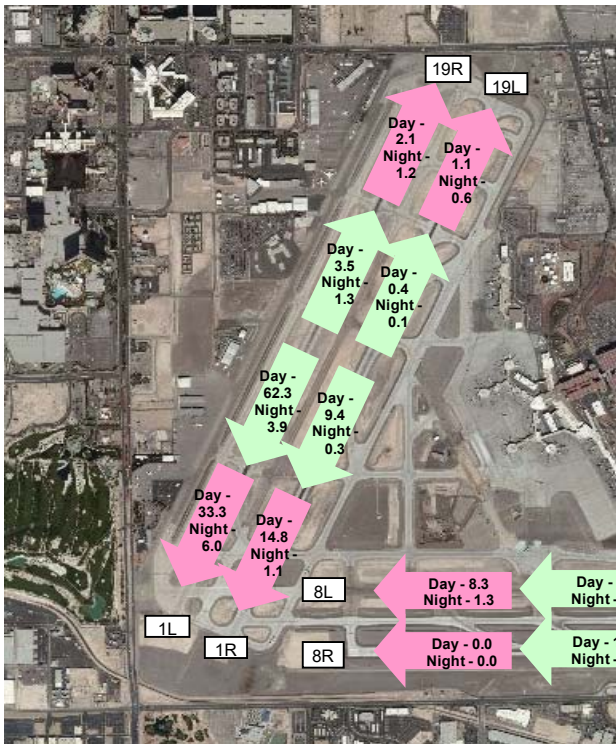 19R
19L
Day -
2.1
Night -
1.2
Day -
1.1
Night -
0.6
Day -
3.5
Night -
1.3
Day -
0.4
Night -
0.1
Day -
62.3
Night -
3.9
Day -
9.4
Night -
0.3
Day -
33.3
Night -
6.0
Day -
14.8
Night -
1.1
8L
Day - 8.3
Night - 1.3
Day -
Night -
1L
1R
8R
Day - 0.0
Night - 0.0
Day -
Night -